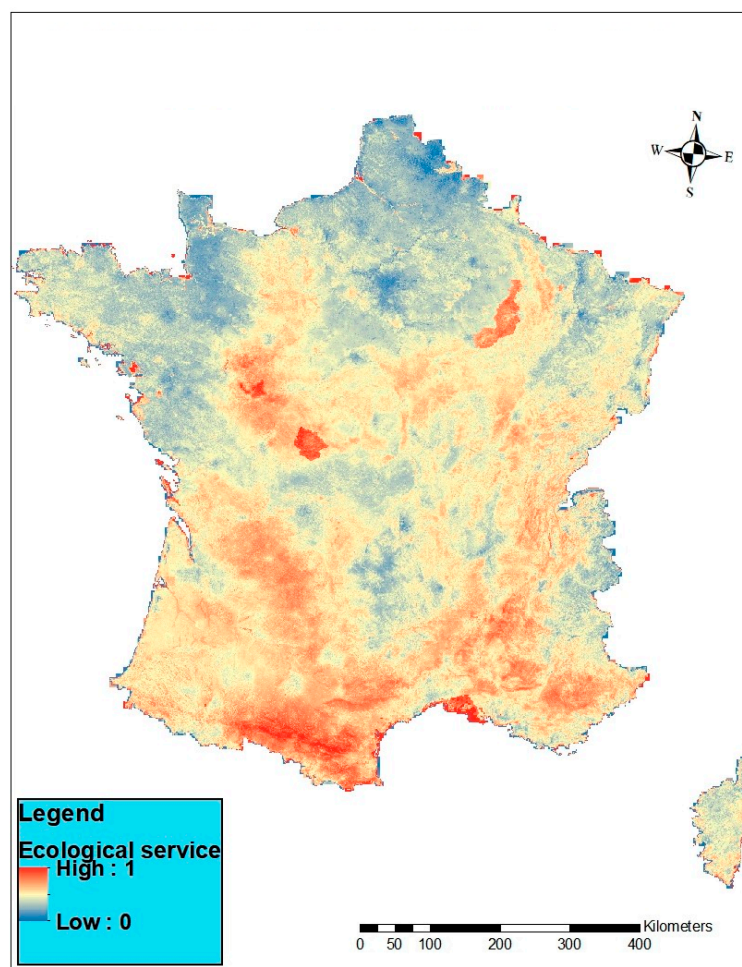 N
W E
S
Legend
Ecological service
High : 1
Low : 0
Kilometers
0 50 100 200 300 400